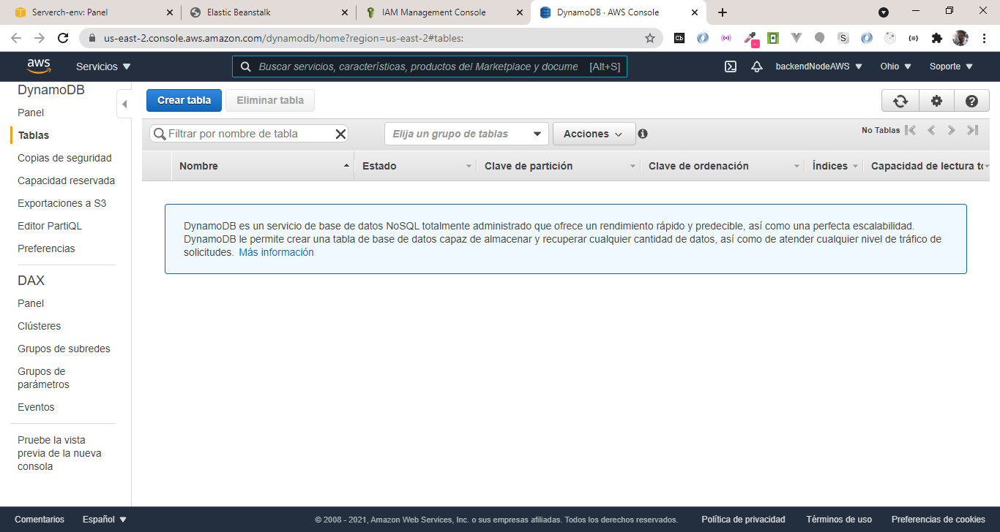 Serverch-env: Panel
Elastic Beanstalk
IAM Management Console
DynamoDB · AWS Console
us-east-2.console.aws.amazon.com/dynamodb/home?region=us-east-2#tables:
aws
Servicios
Buscar servicios, características, productos del Marketplace y docume [Alt+S]
backendNodeAWS
Ohio
Soporte
DynamoDB
Panel
Tablas
Copias de seguridad
Capacidad reservada
Exportaciones a S3
Editor PartiQL
Preferencias
DAX
Panel
Clústeres
Grupos de subredes
Grupos de
parámetros
Eventos
Pruebe la vista
previa de la nueva
consola
Crear tabla
Eliminar tabla
Filtrar por nombre de tabla
Elija un grupo de tablas
Acciones
No Tablas
Nombre
Estado
Clave de partición
Clave de ordenación
Índices
Capacidad de lectura to
DynamoDB es un servicio de base de datos NoSQL totalmente administrado que ofrece un rendimiento rápido y predecible, así como una perfecta escalabilidad.
DynamoDB le permite crear una tabla de base de datos capaz de almacenar y recuperar cualquier cantidad de datos, así como de atender cualquier nivel de tráfico de
solicitudes. Más información
Comentarios
Español
© 2008 - 2021, Amazon Web Services, Inc. o sus empresas afiliadas. Todos los derechos reservados.
Política de privacidad
Términos de uso
Preferencias de cookies